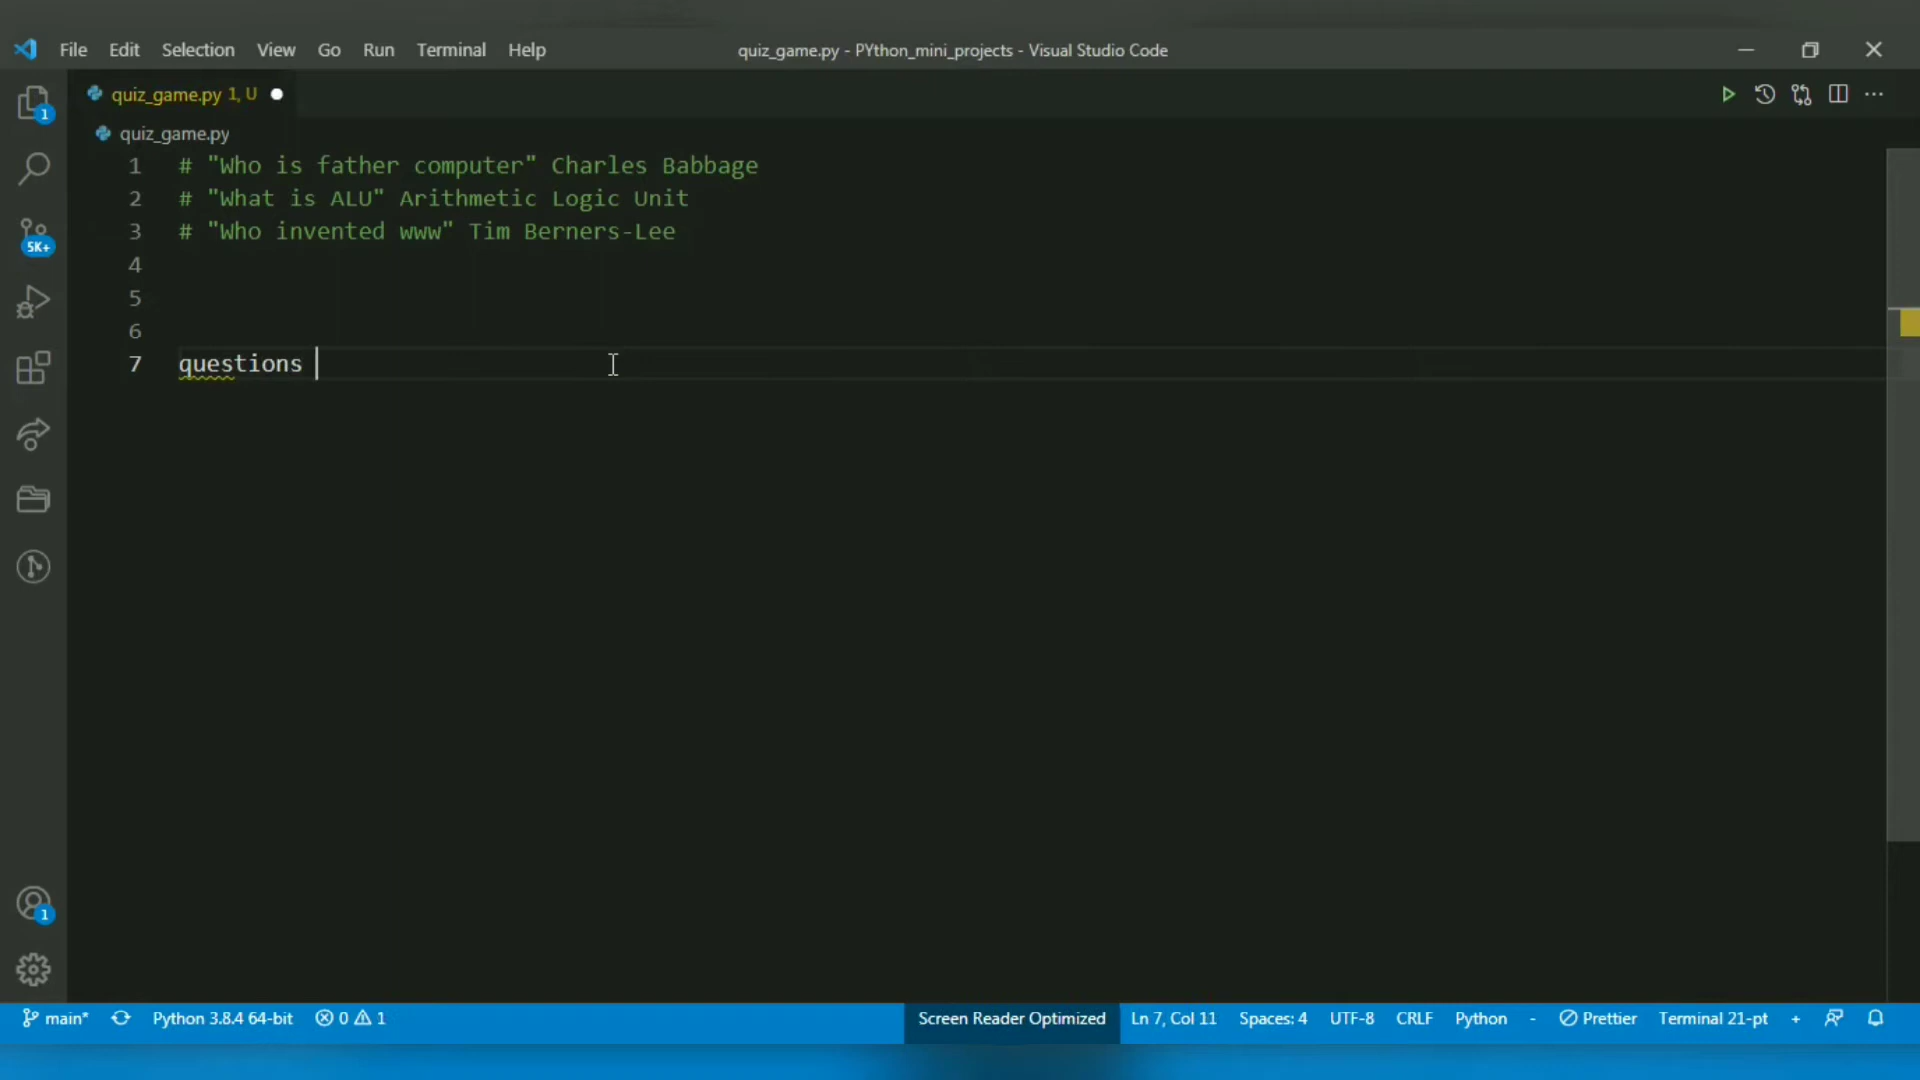 File Edit Selection View Go Run Terminal Help quiz_game.py - PYthon_mini_projects - Visual Studio Code
1 quiz_game.py 1, U
quiz_game.py
1 # "Who is father computer" Charles Babbage
2 # "What is ALU" Arithmetic Logic Unit
3 # "Who invented www" Tim Berners-Lee
5K+
4
5
6
7 questions
1
main* Python 3.8.4 64-bit 0 1 Screen Reader Optimized Ln 7, Col 11 Spaces: 4 UTF-8 CRLF Python - Prettier Terminal 21-pt +